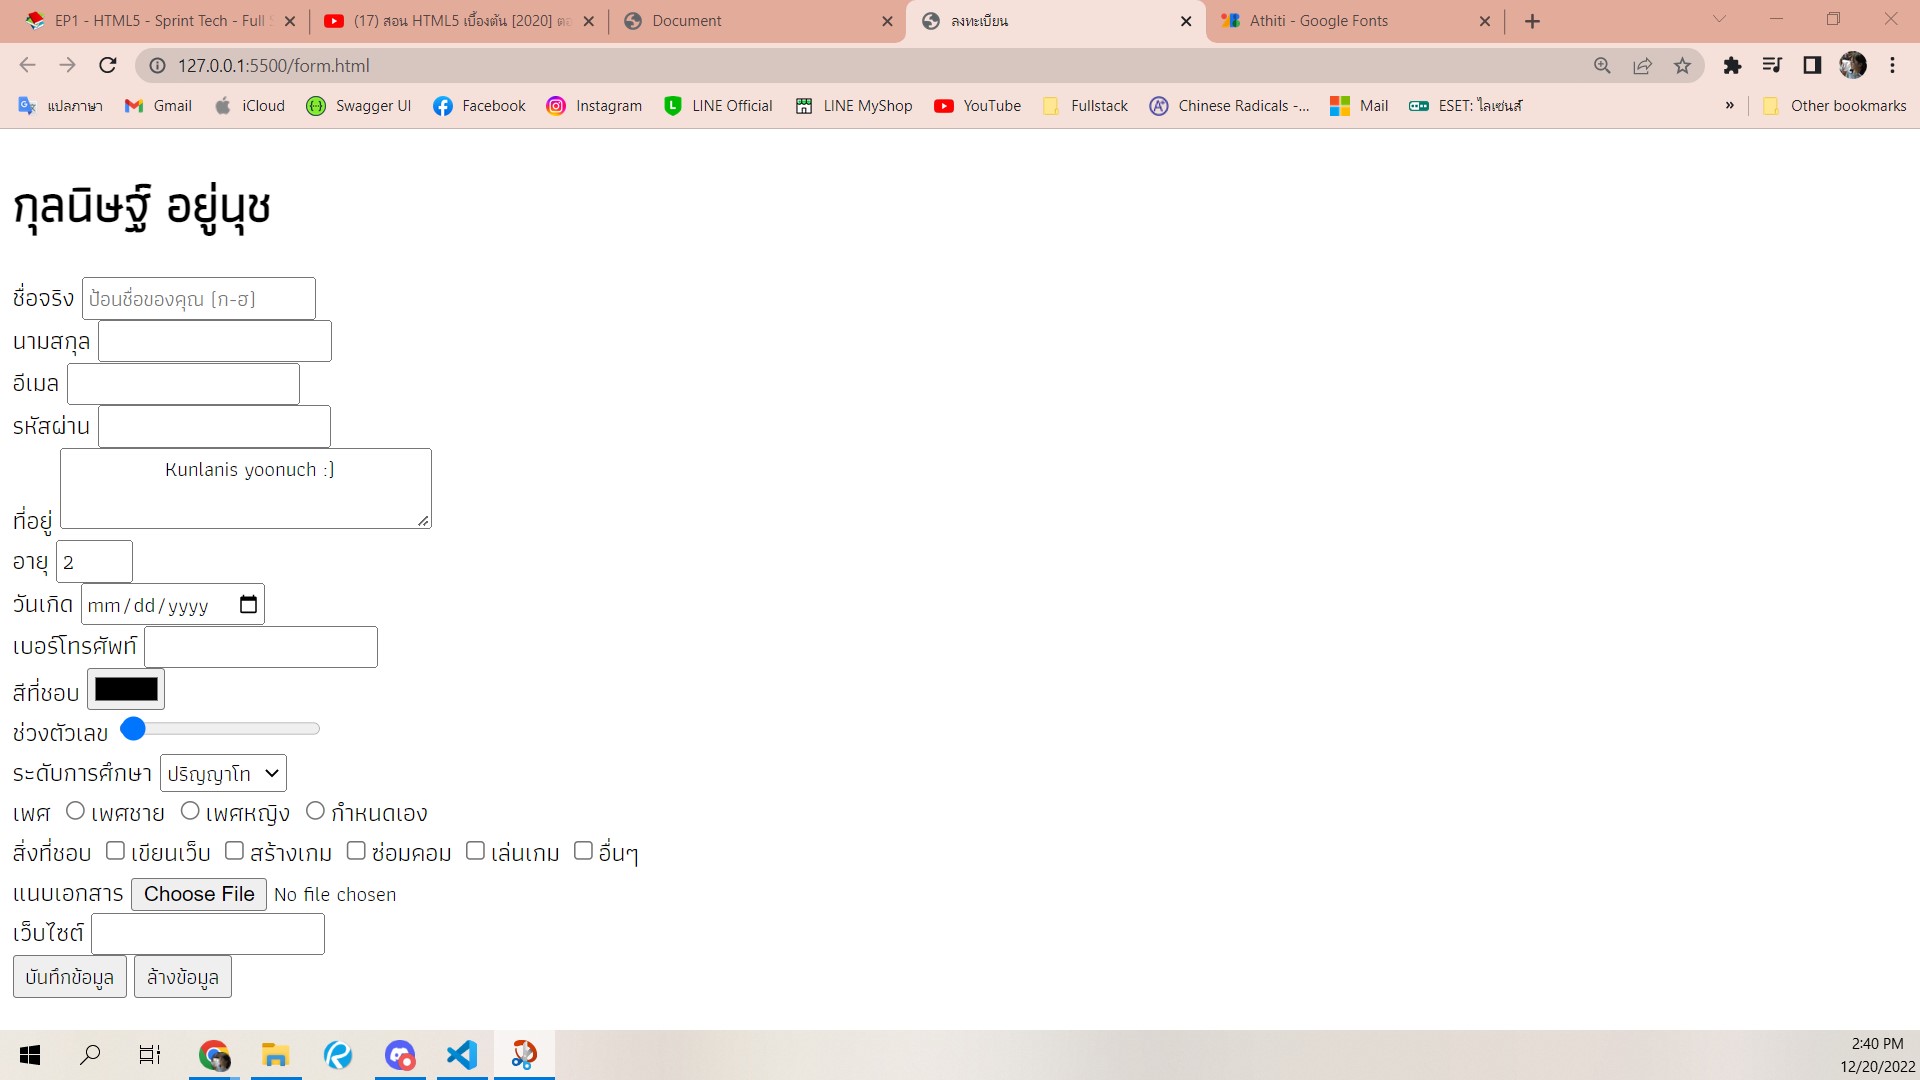 EP1 - HTML5 - Sprint Tech - Full S
(17) สอน HTML5 เบื้องต้น [2020] ตอ
Document
ลงทะเบียน
Athiti - Google Fonts
127.0.0.1:5500/form.html
แปลภาษา Gmail iCloud Swagger UI Facebook Instagram LINE Official LINE MyShop YouTube Fullstack Chinese Radicals -... Mail ESET: ไลเซนส์ » Other bookmarks
กุลนิษฐ์ อยู่นุช
ชื่อจริง ป้อนชื่อของคุณ (ก-ฮ)
นามสกุล
อีเมล
รหัสผ่าน
Kunlanis yoonuch :)
ที่อยู่
อายุ 2
วันเกิด mm/dd/yyyy
เบอร์โทรศัพท์
สีที่ชอบ
ช่วงตัวเลข
ระดับการศึกษา ปริญญาโท
เพศ เพศชาย เพศหญิง กำหนดเอง
สิ่งที่ชอบ เขียนเว็บ สร้างเกม ซ่อมคอม เล่นเกม อื่นๆ
แนบเอกสาร Choose File No file chosen
เว็บไซต์
บันทึกข้อมูล ล้างข้อมูล
2:40 PM
12/20/2022